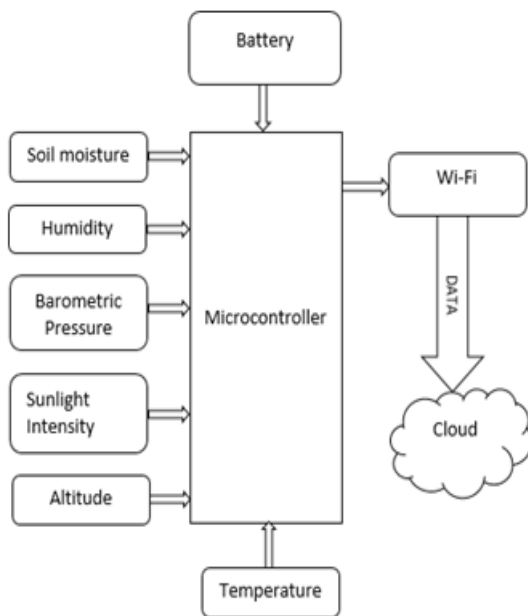 Battery
Soil moisture
Wi-Fi
Humidity
DATA
Barometric
Pressure
Microcontroller
Sunlight
Intensity
Cloud
Altitude
Temperature